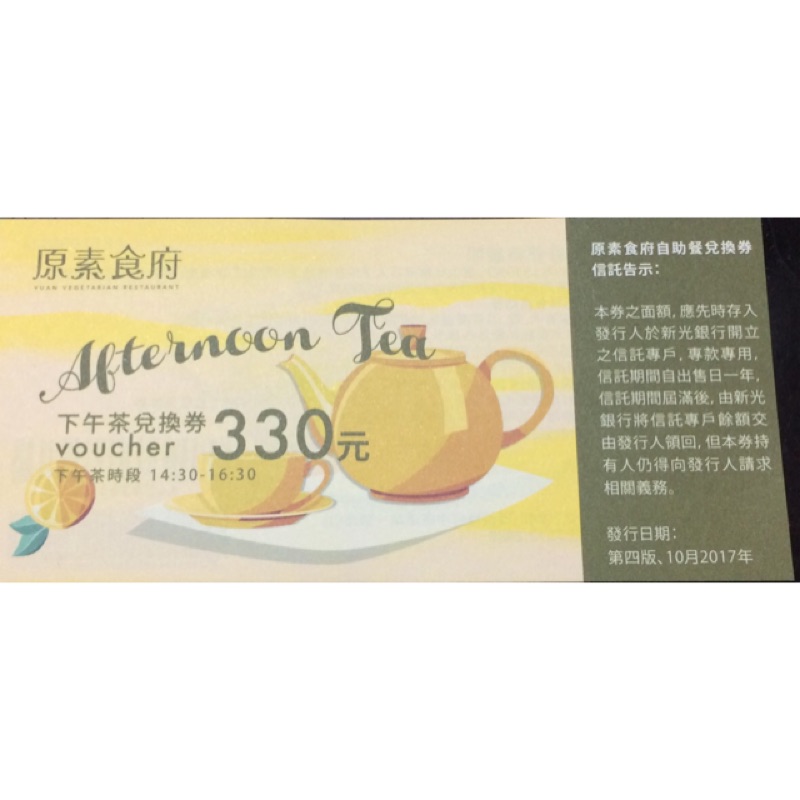 原素食府
YUAN VEGETARIAN RESTAURANT
Afternoon Tea
下午茶兌換券
voucher 330元
下午茶時段 14:30-16:30
原素食府自助餐兌換券
信託告示：
本券之面額，應先時存入
發行人於新光銀行開立
之信託專戶，專款專用，
信託期間自出售日一年，
信託期間屆滿後，由新光
銀行將信託專戶餘額交
由發行人領回，但本券持
有人仍得向發行人請求
相關義務。
發行日期：
第四版、10月2017年